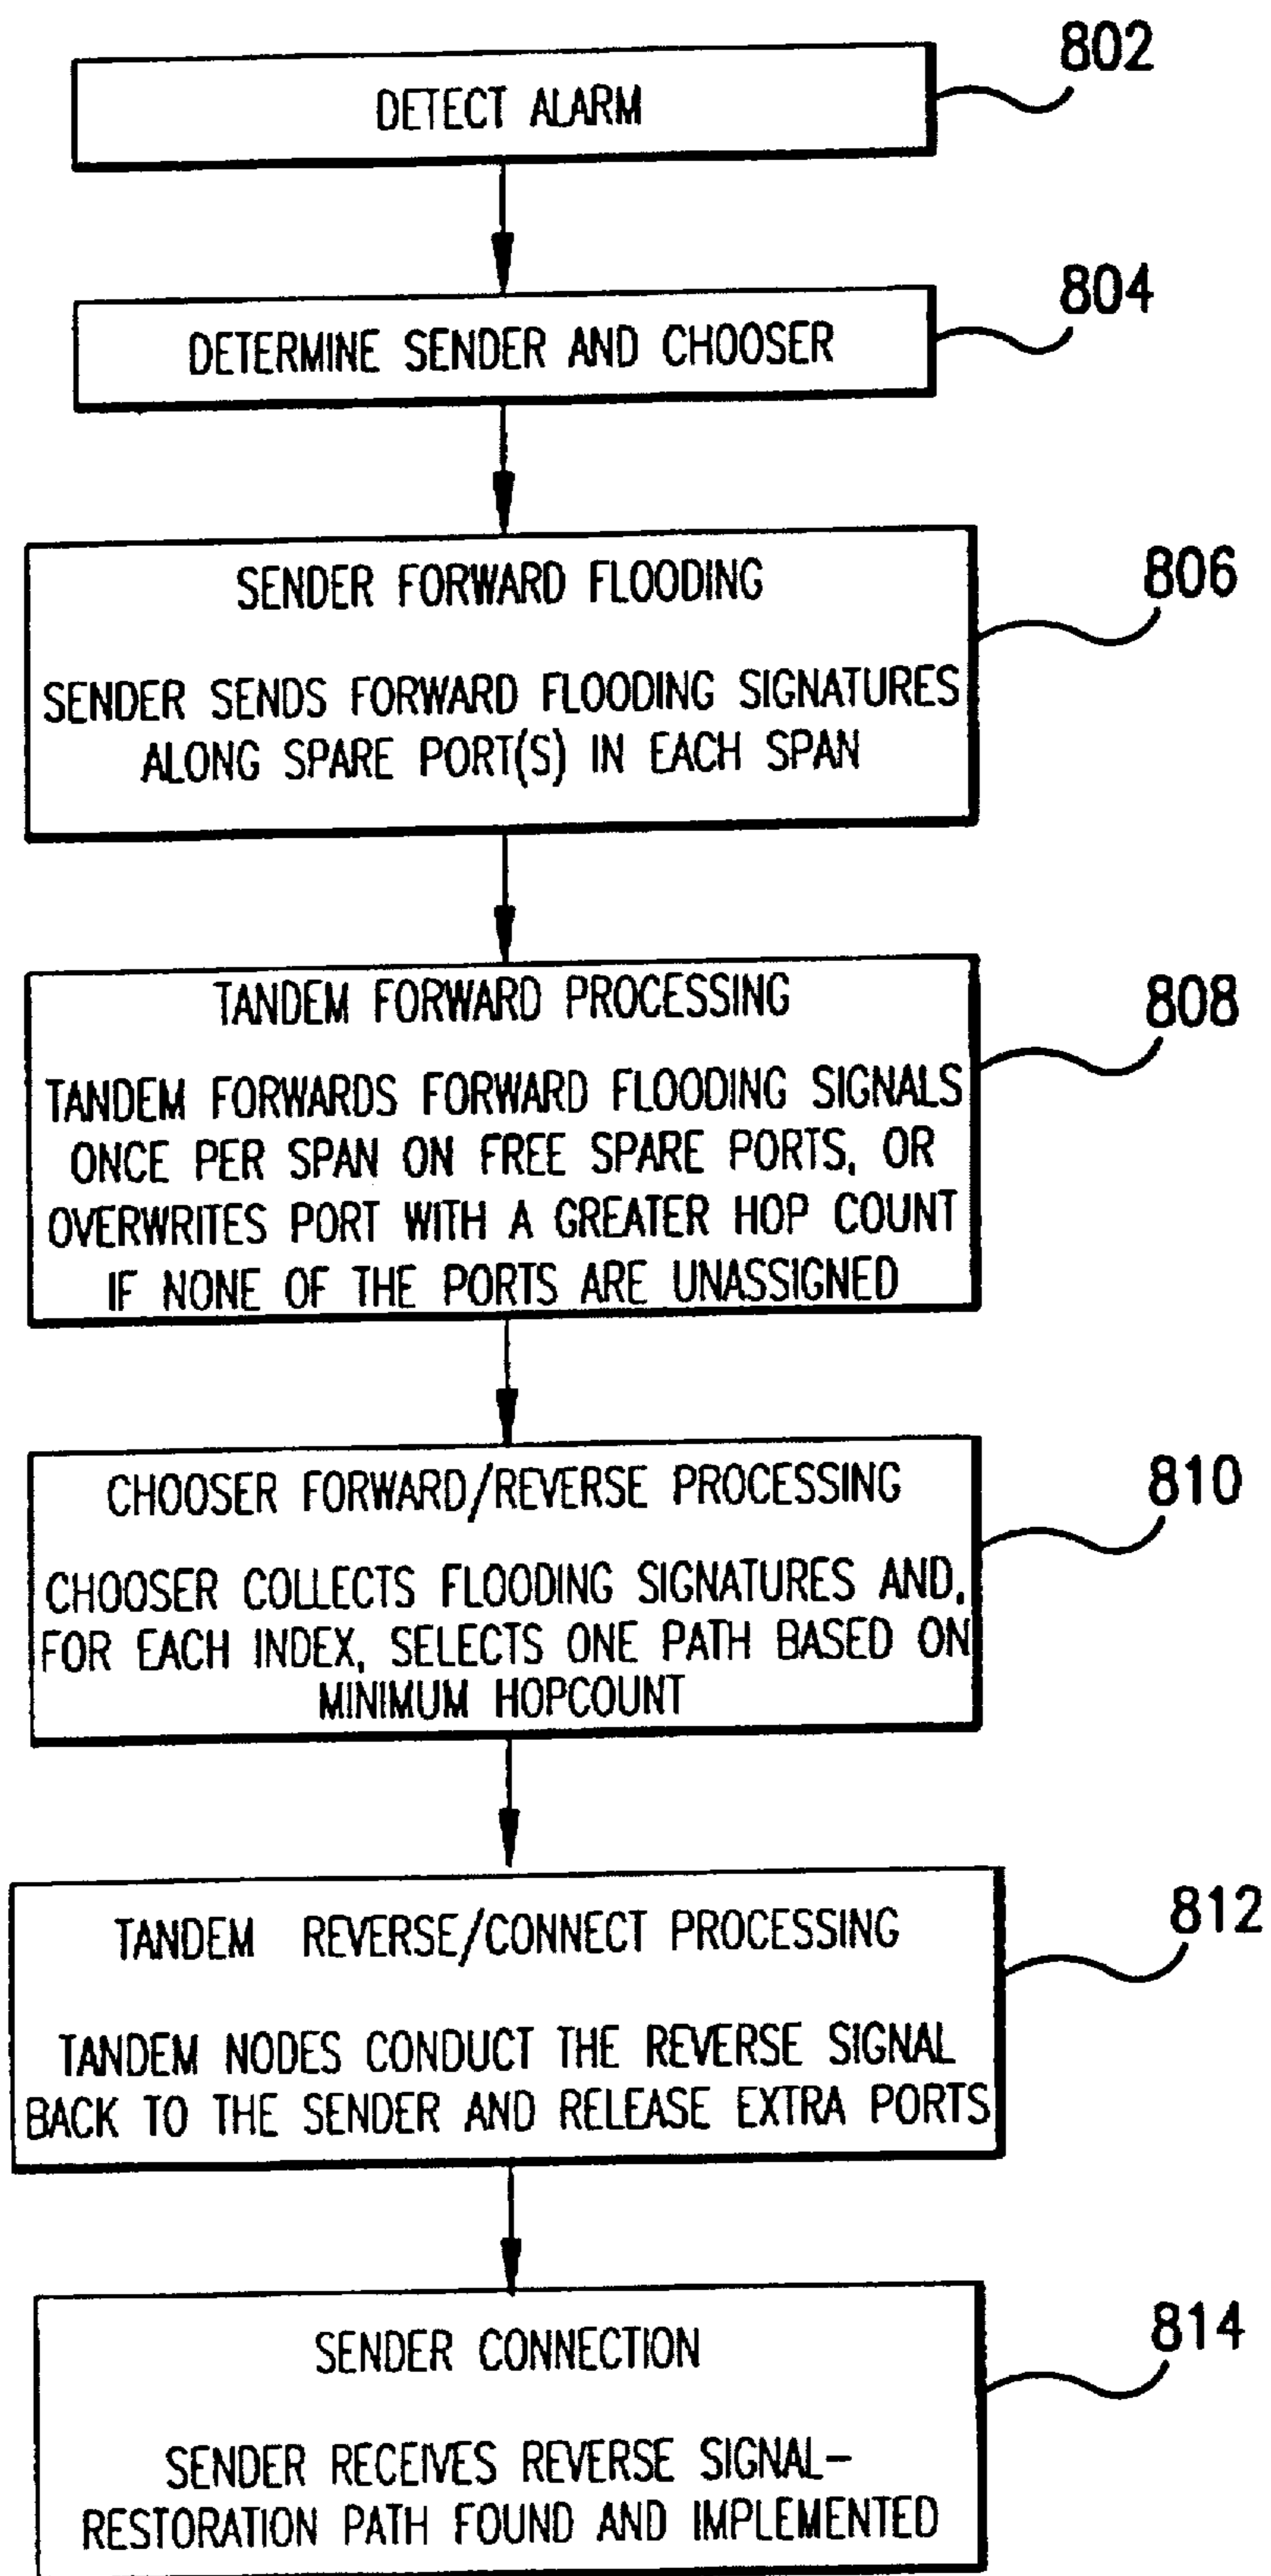 DETECT ALARM
802
DETERMINE SENDER AND CHOOSER
804
SENDER FORWARD FLOODING
806
SENDER SENDS FORWARD FLOODING SIGNATURES
ALONG SPARE PORT(S) IN EACH SPAN
TANDEM FORWARD PROCESSING
808
TANDEM FORWARDS FORWARD FLOODING SIGNALS
ONCE PER SPAN ON FREE SPARE PORTS, OR
OVERWRITES PORT WITH A GREATER HOP COUNT
IF NONE OF THE PORTS ARE UNASSIGNED
CHOOSER FORWARD/REVERSE PROCESSING
810
CHOOSER COLLECTS FLOODING SIGNATURES AND,
FOR EACH INDEX, SELECTS ONE PATH BASED ON
MINIMUM HOPCOUNT
TANDEM REVERSE/CONNECT PROCESSING
812
TANDEM NODES CONDUCT THE REVERSE SIGNAL
BACK TO THE SENDER AND RELEASE EXTRA PORTS
SENDER CONNECTION
814
SENDER RECEIVES REVERSE SIGNAL-
RESTORATION PATH FOUND AND IMPLEMENTED